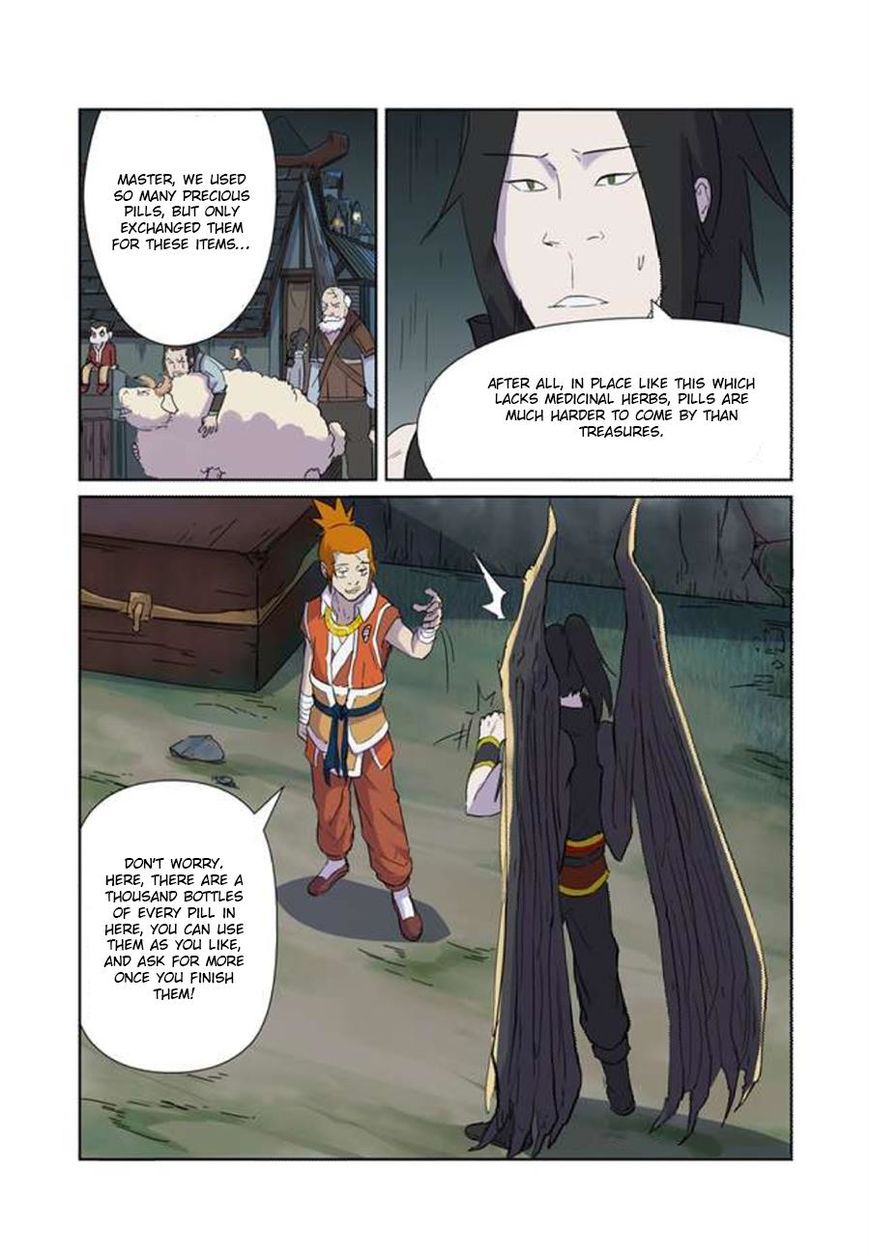 MASTER, WE USED
SO MANY PRECIOUS
PILLS, BUT ONLY
EXCHANGED THEM
FOR THESE ITEMS...
AFTER ALL, IN PLACE LIKE THIS WHICH
LACKS MEDICINAL HERBS, PILLS ARE
MUCH HARDER TO COME BY THAN
TREASURES.
DON'T WORRY.
HERE, THERE ARE A
THOUSAND BOTTLES
OF EVERY PILL IN
HERE, YOU CAN USE
THEM AS YOU LIKE,
AND ASK FOR MORE
ONCE YOU FINISH
THEM!